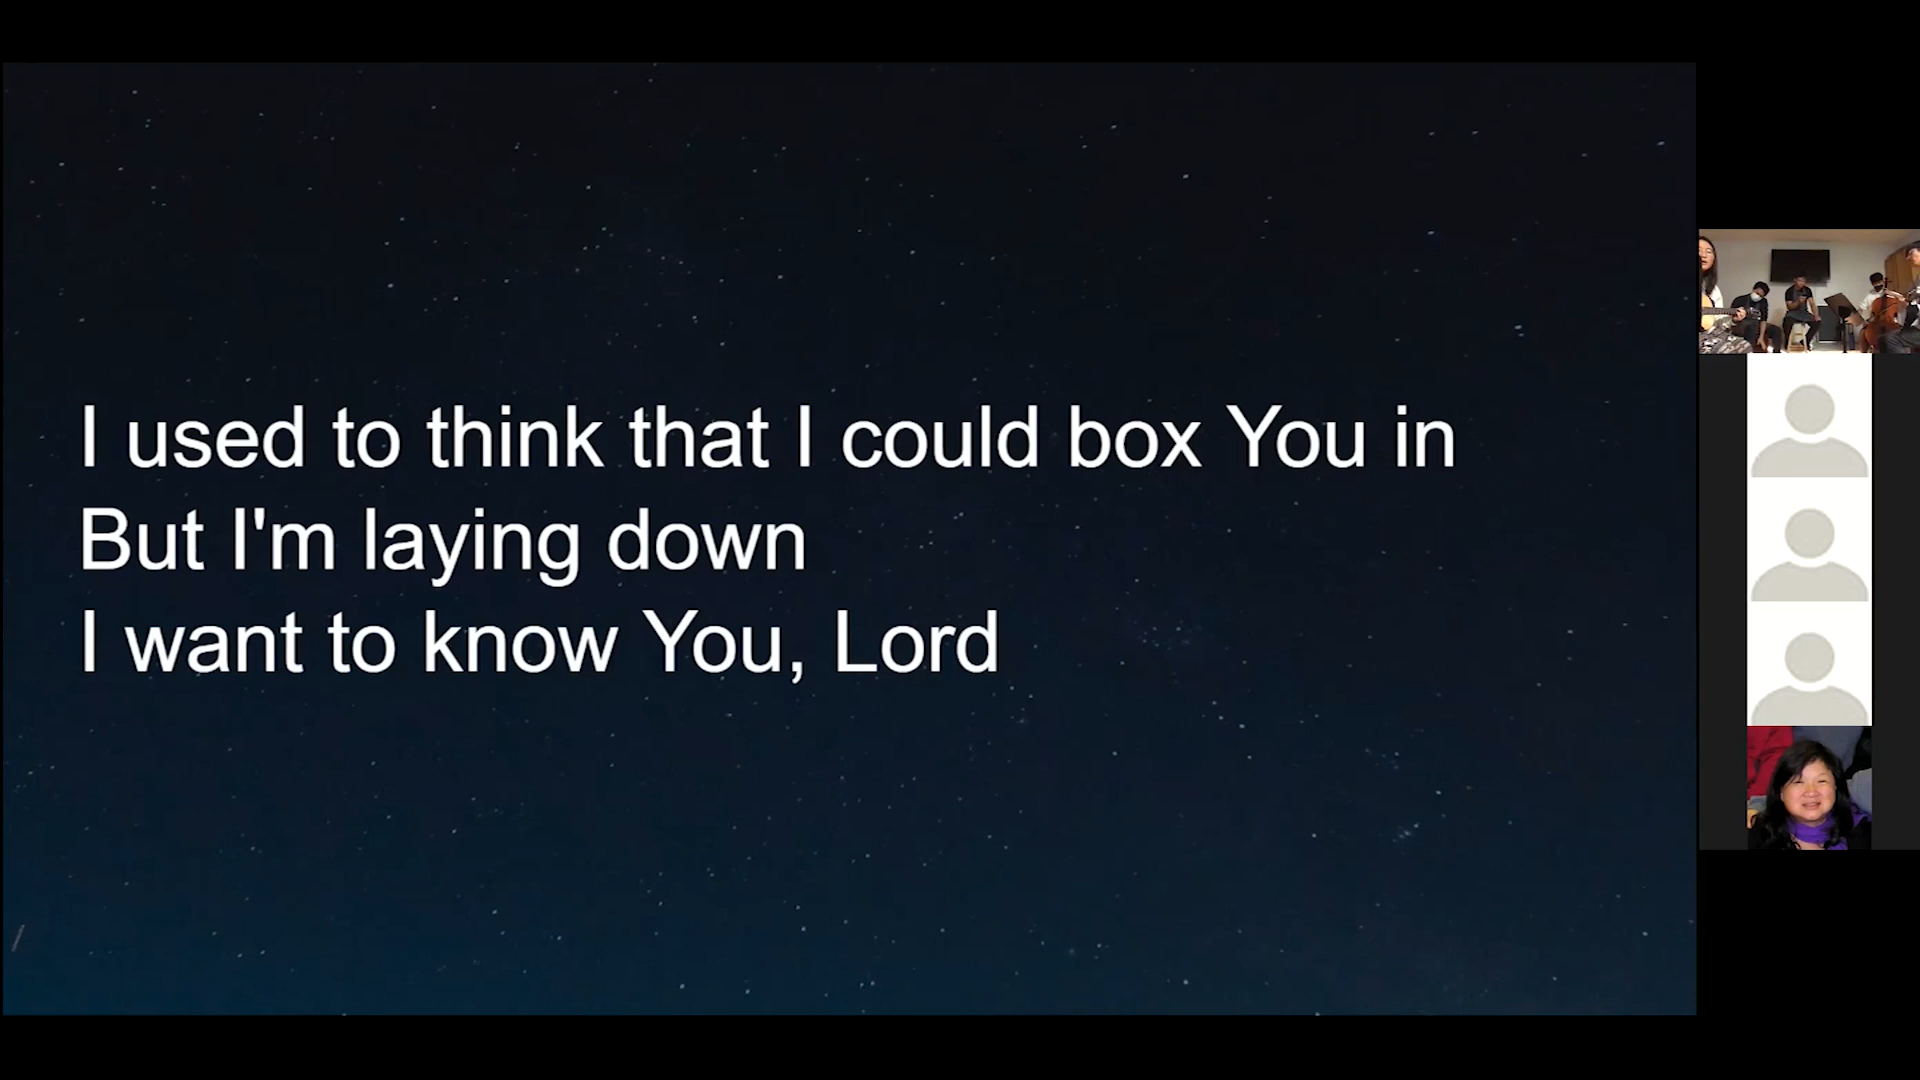 I used to think that I could box You in
But I'm laying down
I want to know You, Lord